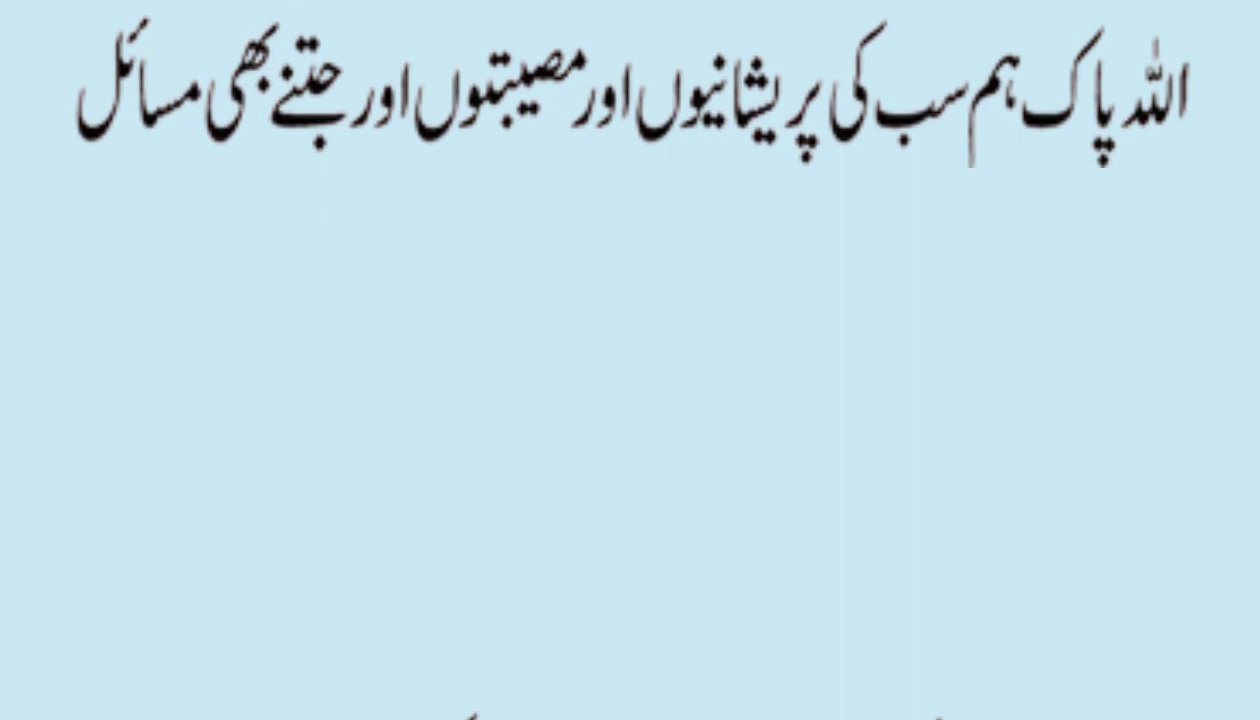 اللہ پاک ہم سب کی پریشانیوں اور مصیبتوں اور جتنے بھی مسائل